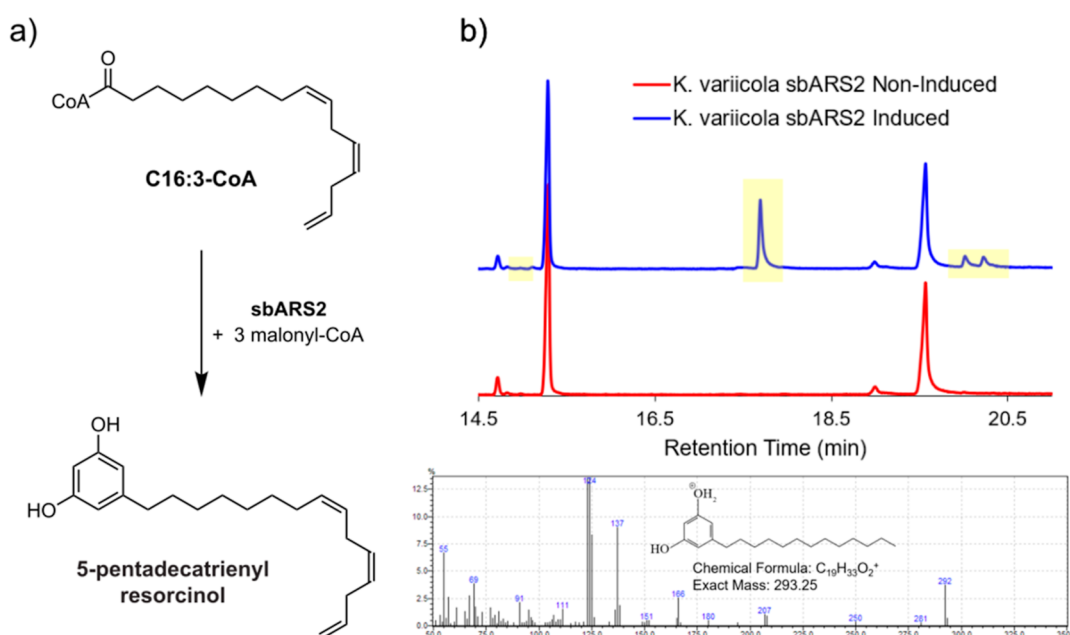 a)
O
CoA
C16:3-CoA
sbARS2
+ 3 malonyl-CoA
OH
HO
5-pentadecatrienyl
resorcinol
b)
K. variicola sbARS2 Non-Induced
K. variicola sbARS2 Induced
14.5 16.5 18.5 20.5
Retention Time (min)
%
12.5
10.0
7.5
5.0
2.5
0.0
55
69
91
111
124
137
151
166
180
207
250
281
292
⊕
OH₂
HO
Chemical Formula: C₁₉H₃₃O₂⁺
Exact Mass: 293.25